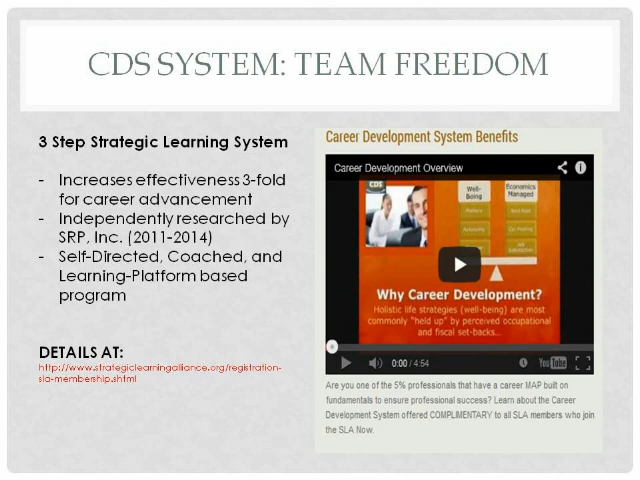 CDS SYSTEM: TEAM FREEDOM
3 Step Strategic Learning System
- Increases effectiveness 3-fold
for career advancement
- Independently researched by
SRP, Inc. (2011-2014)
- Self-Directed, Coached, and
Learning-Platform based
program
DETAILS AT:
http://www.strategiclearningalliance.org/registration-
sla-membership.shtml
Career Development System Benefits
Career Development Overview
CDS
Well-
Being
Economics
Managed
Why Career Development?
Holistic life strategies (well-being) are most
commonly "held up" by perceived occupational
and fiscal set-backs...
0:00 / 4:54
YouTube
Are you one of the 5% professionals that have a career MAP built on
fundamentals to ensure professional success? Learn about the Career
Development System offered COMPLIMENTARY to all SLA members who join
the SLA Now.